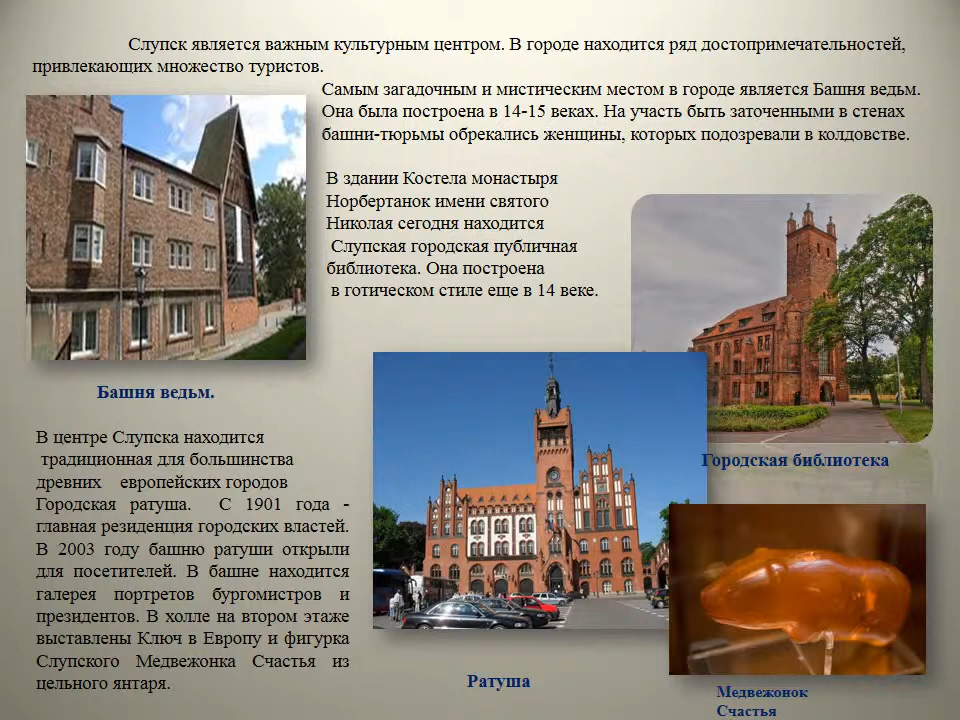 Слупск является важным культурным центром. В городе находится ряд достопримечательностей,
привлекающих множество туристов.
Самым загадочным и мистическим местом в городе является Башня ведьм.
Она была построена в 14-15 веках. На участь быть заточенными в стенах
башни-тюрьмы обрекались женщины, которых подозревали в колдовстве.
В здании Костела монастыря
Норбертанок имени святого
Николая сегодня находится
Слупская городская публичная
библиотека. Она построена
в готическом стиле еще в 14 веке.
Башня ведьм.
Городская библиотека
В центре Слупска находится
традиционная для большинства
древних европейских городов
Городская ратуша. С 1901 года -
главная резиденция городских властей.
В 2003 году башню ратуши открыли
для посетителей. В башне находится
галерея портретов бургомистров и
президентов. В холле на втором этаже
выставлены Ключ в Европу и фигурка
Слупского Медвежонка Счастья из
цельного янтаря.
Ратуша
Медвежонок
Счастья